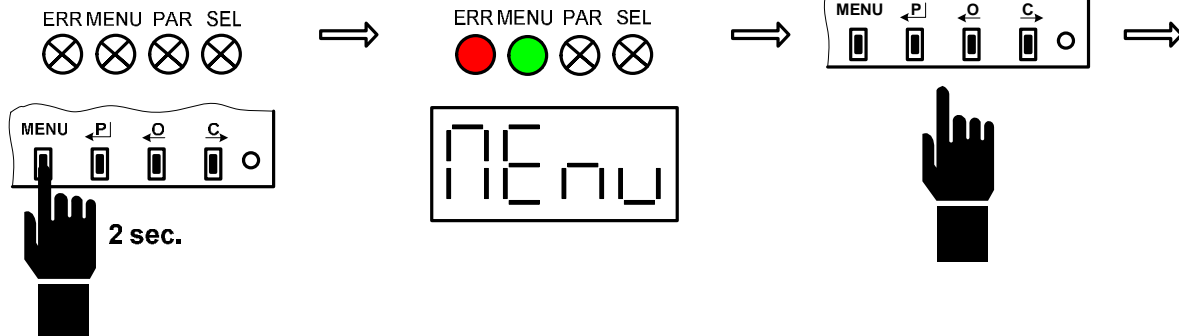 ERR MENU PAR SEL
MENU P O C
2 sec.
ERR MENU PAR SEL
MEnu
MENU P O C